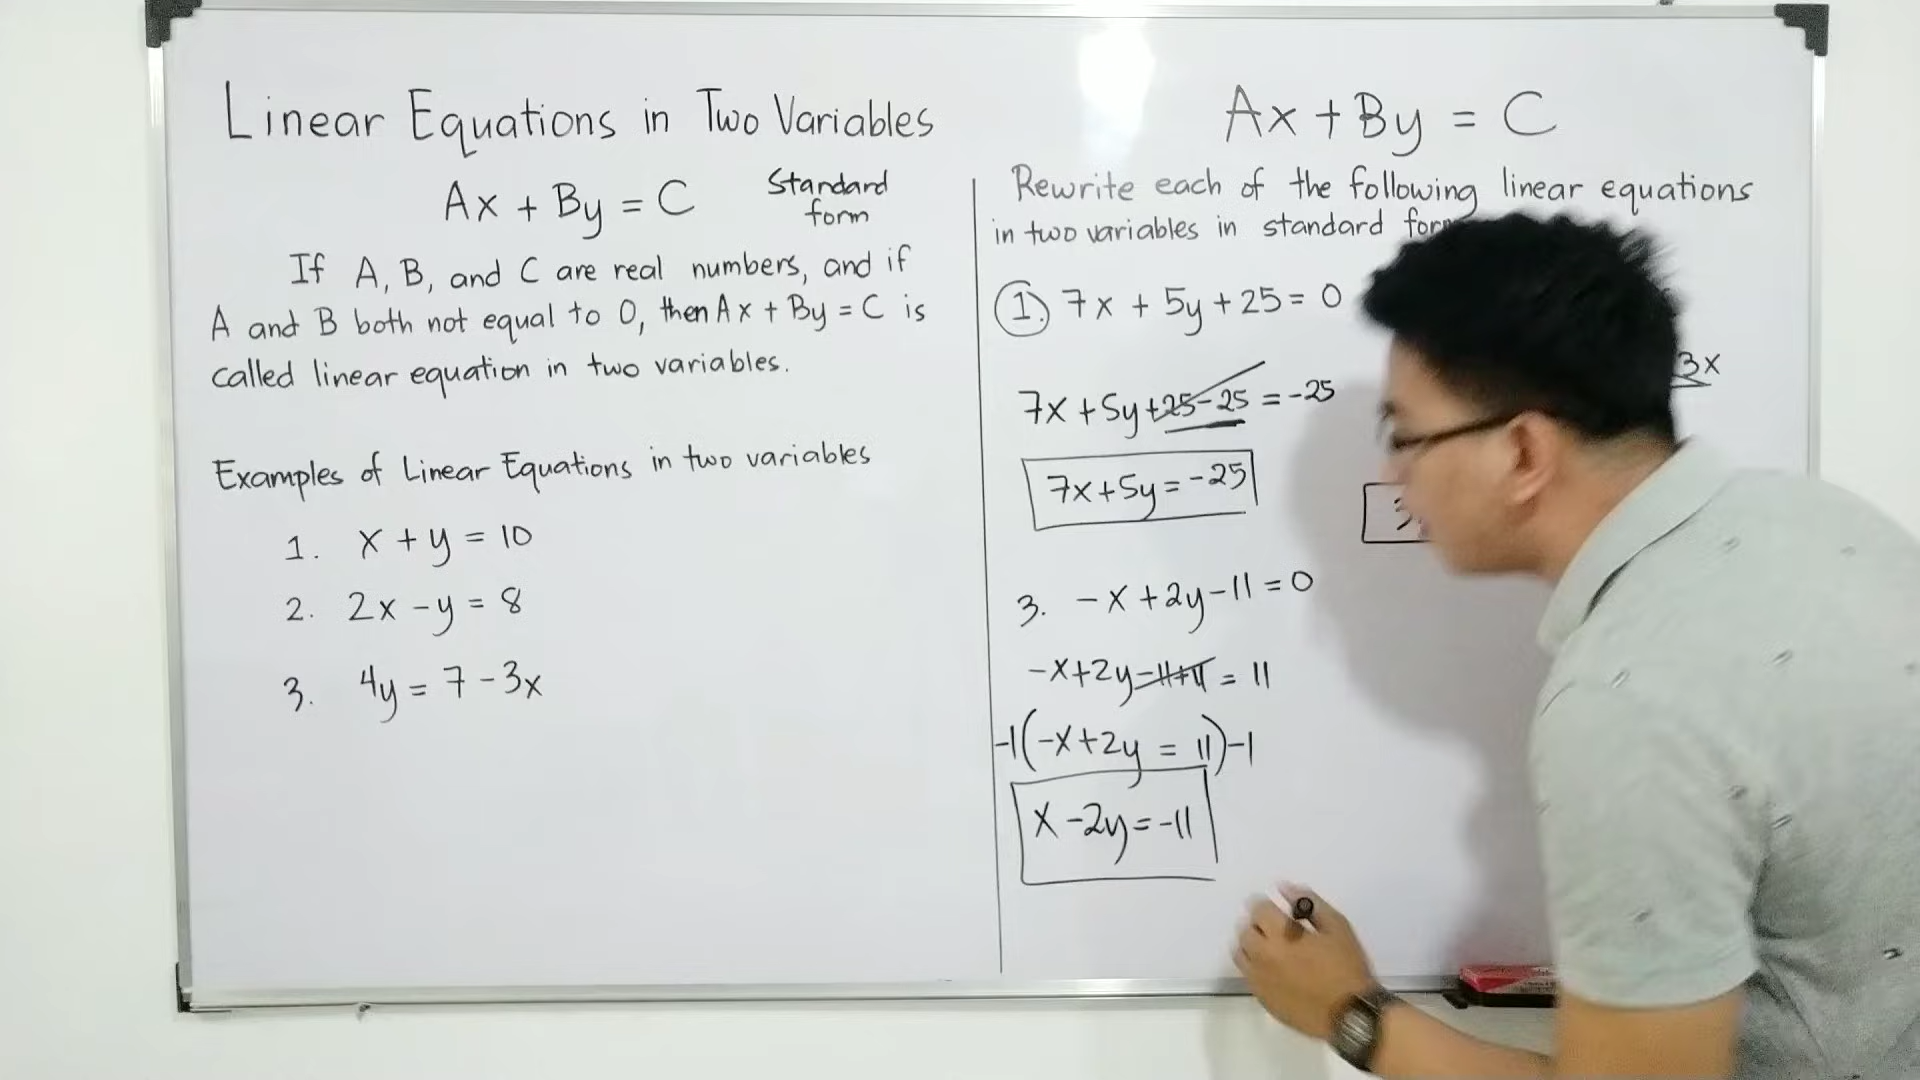 Linear Equations in Two Variables
Ax + By = C
Standard
form
If A, B, and C are real numbers, and if
A and B both not equal to 0, then Ax + By = C is
called linear equation in two variables.
Examples of Linear Equations in two variables
1. x + y = 10
2. 2x - y = 8
3. 4y = 7 - 3x
Ax + By = C
Rewrite each of the following linear equations
in two variables in standard
1. 7x + 5y + 25 = 0
7x + 5y + 25 - 25 = -25
7x + 5y = -25
3x
3
3. -x + 2y - 11 = 0
-x + 2y - 11 + 11 = 11
-1(-x + 2y = 11)-1
x - 2y = -11